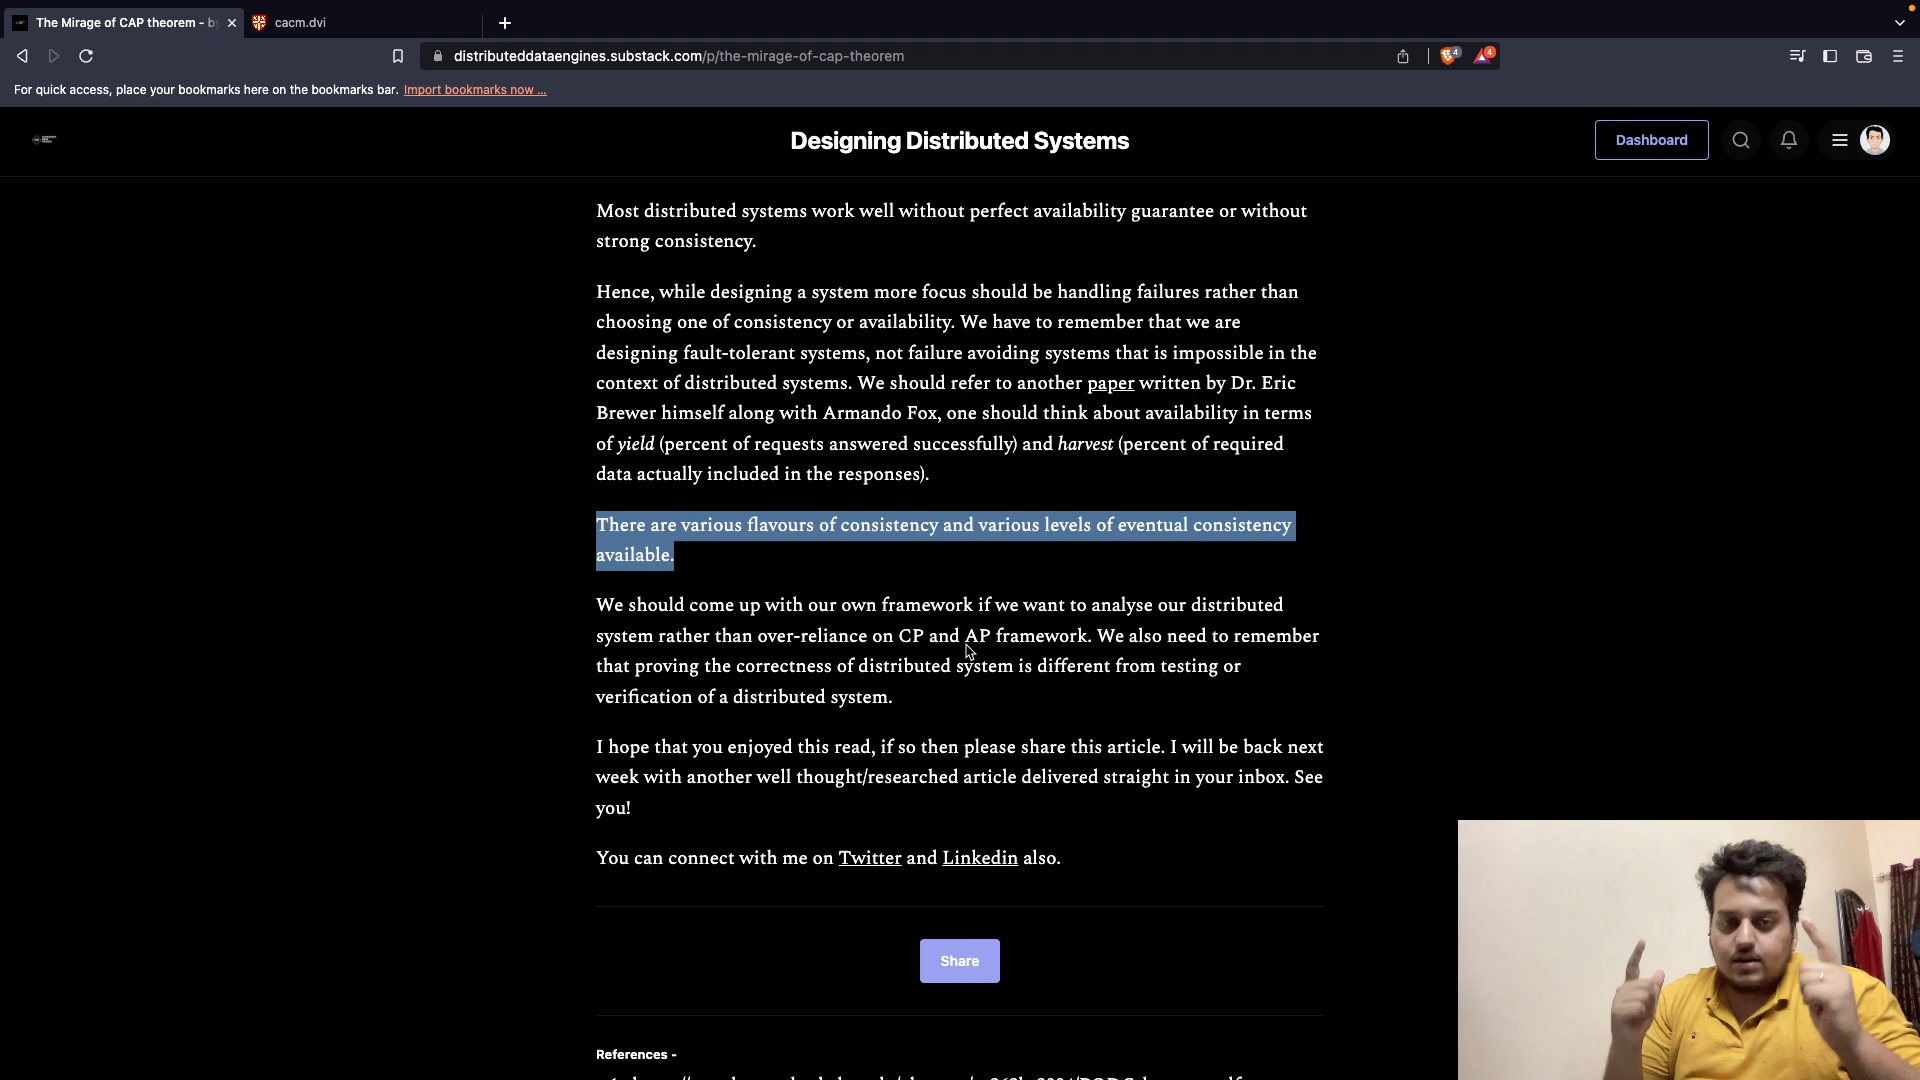 The Mirage of CAP theorem - by
cacm.dvi
distributeddataengines.substack.com/p/the-mirage-of-cap-theorem
4
4
For quick access, place your bookmarks here on the bookmarks bar. Import bookmarks now ...
Designing Distributed Systems
Dashboard
Most distributed systems work well without perfect availability guarantee or without
strong consistency.
Hence, while designing a system more focus should be handling failures rather than
choosing one of consistency or availability. We have to remember that we are
designing fault-tolerant systems, not failure avoiding systems that is impossible in the
context of distributed systems. We should refer to another paper written by Dr. Eric
Brewer himself along with Armando Fox, one should think about availability in terms
of yield (percent of requests answered successfully) and harvest (percent of required
data actually included in the responses).
There are various flavours of consistency and various levels of eventual consistency
available.
We should come up with our own framework if we want to analyse our distributed
system rather than over-reliance on CP and AP framework. We also need to remember
that proving the correctness of distributed system is different from testing or
verification of a distributed system.
I hope that you enjoyed this read, if so then please share this article. I will be back next
week with another well thought/researched article delivered straight in your inbox. See
you!
You can connect with me on Twitter and Linkedin also.
Share
References -